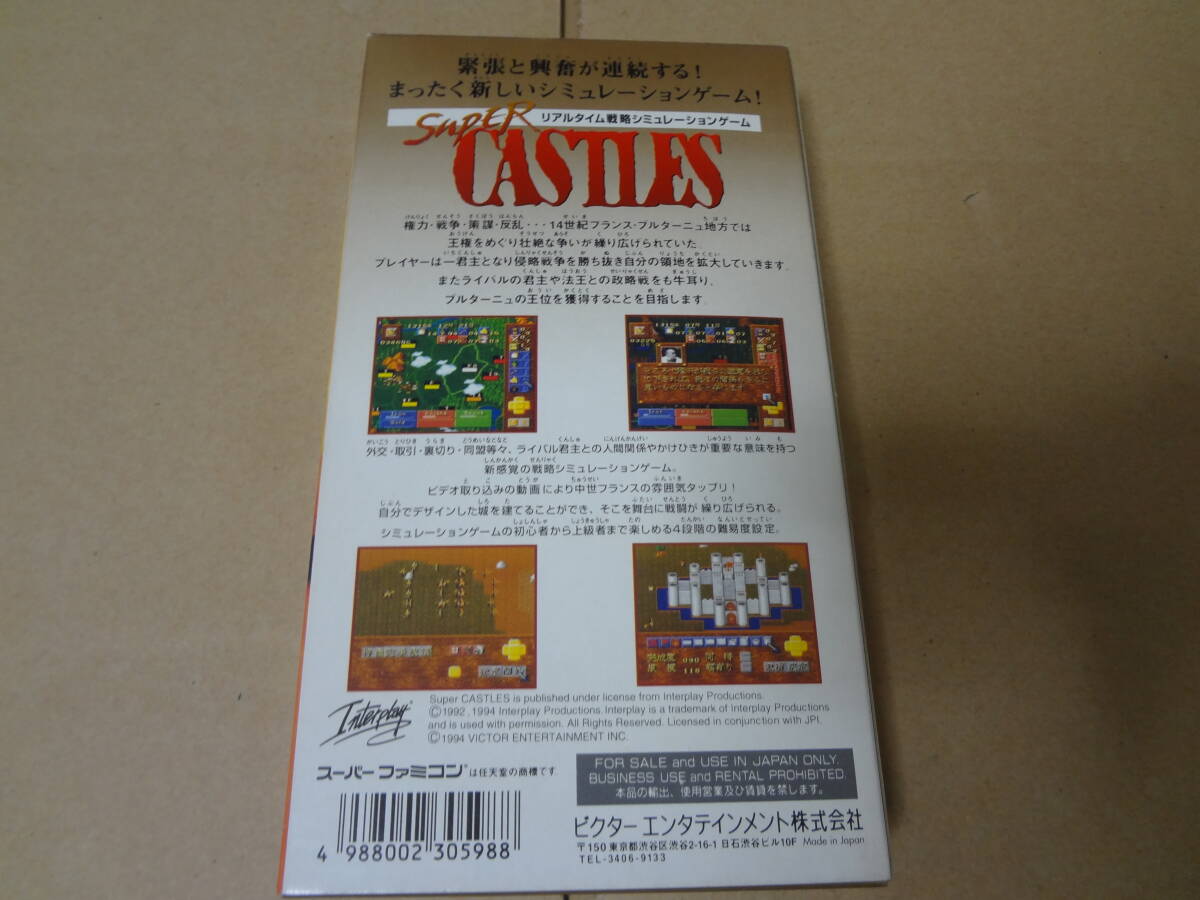 緊張と興奮が連続する!
まったく新しいシミュレーションゲーム!
リアルタイム戦略シミュレーションゲーム
SUPER
CASTLES
権力・戦争・策謀・反乱・・・14世紀フランス・ブルターニュ地方では
王権をめぐり壮絶な争いが繰り広げられていた。
プレイヤーは一君主となり侵略戦争を勝ち抜き自分の領地を拡大していきます。
またライバルの君主や法王との政略戦をも牛耳り、
ブルターニュの王位を獲得することを目指します。
外交・取引・裏切り・同盟等々、ライバル君主との人間関係やかけひきが重要な意味を持つ
新感覚の戦略シミュレーションゲーム。
ビデオ取り込みの動画により中世フランスの雰囲気タップリ!
自分でデザインした城を建てることができ、そこを舞台に戦闘が繰り広げられる。
シミュレーションゲームの初心者から上級者まで楽しめる4段階の難易度設定。
Interplay
Super CASTLES is published under license from Interplay Productions.
©1992,1994 Interplay Productions. Interplay is a trademark of Interplay Productions
and is used with permission. All Rights Reserved. Licensed in conjunction with JPI.
©1994 VICTOR ENTERTAINMENT INC.
スーパーファミコンは任天堂の商標です。
FOR SALE and USE IN JAPAN ONLY.
BUSINESS USE and RENTAL PROHIBITED.
本品の輸出、使用営業及び賃貸を禁じます。
ビクターエンタテインメント株式会社
〒150 東京都渋谷区渋谷2-16-1 日石渋谷ビル10F Made in Japan
TEL-3406-9133
4 988002 305988